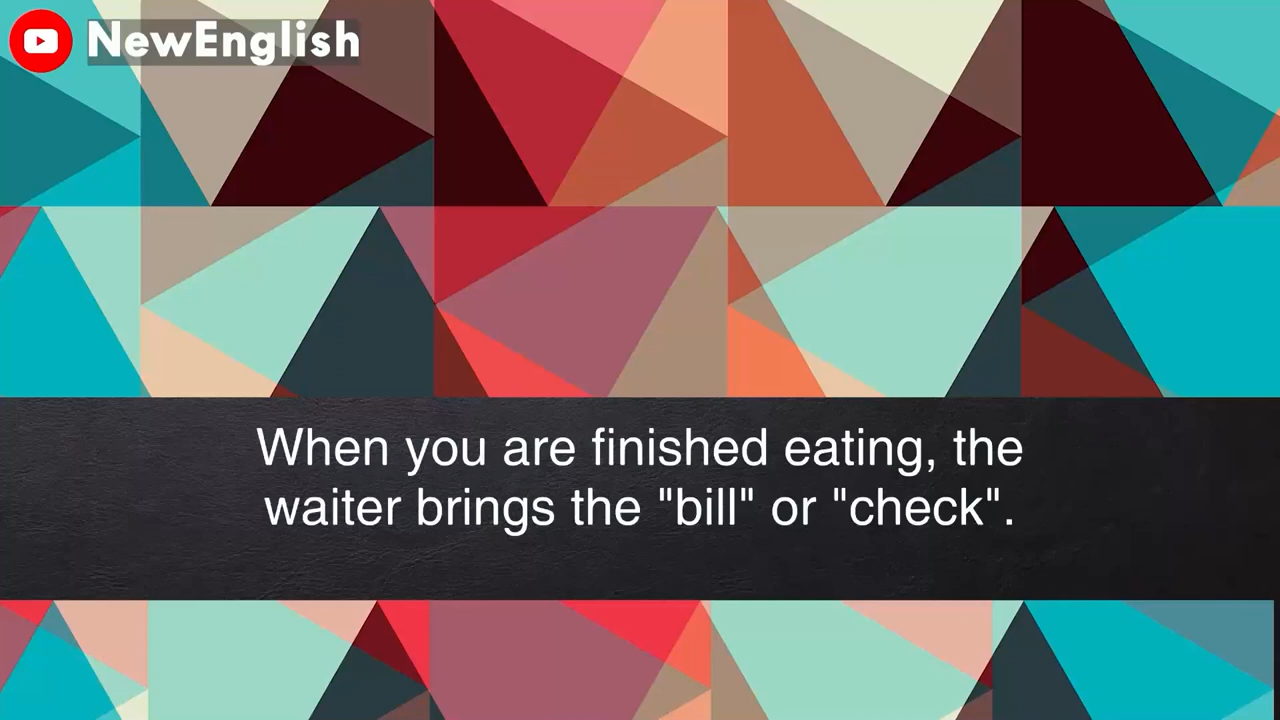 NewEnglish
When you are finished eating, the
waiter brings the "bill" or "check".